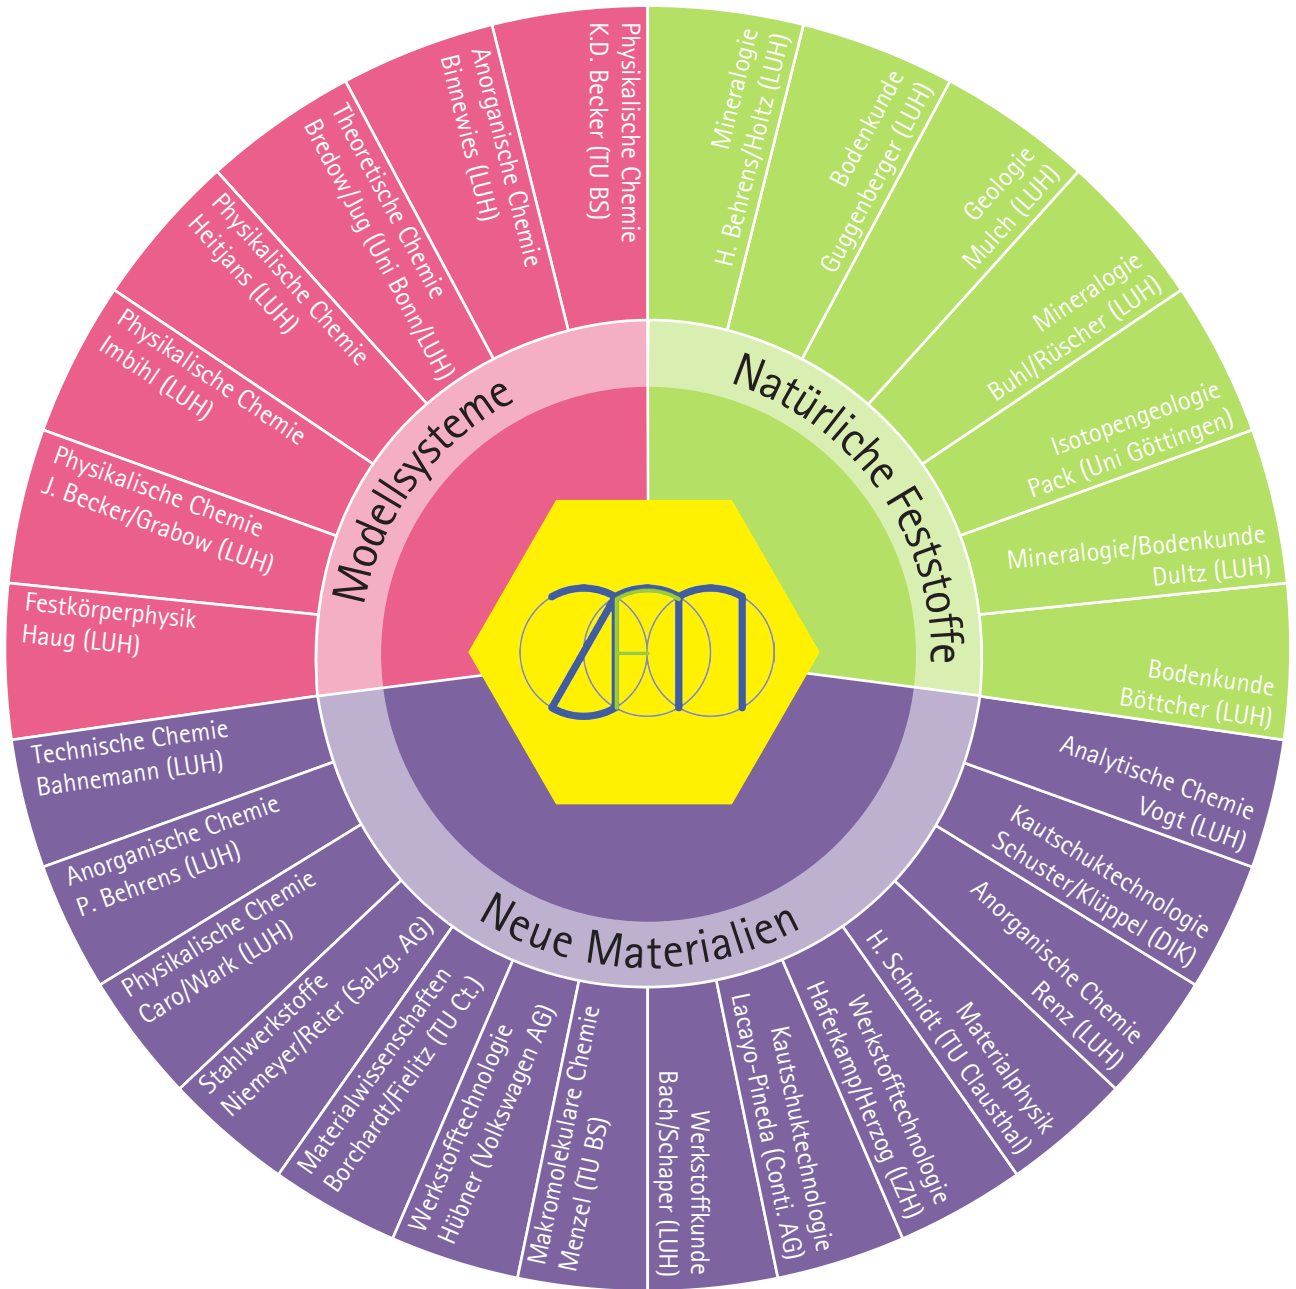 Modellsysteme
Festkörperphysik
Haug (LUH)
Physikalische Chemie
J. Becker/Grabow (LUH)
Physikalische Chemie
Imbihl (LUH)
Physikalische Chemie
Heitjans (LUH)
Theoretische Chemie
Bredow/Jug (Uni Bonn/LUH)
Anorganische Chemie
Binnewies (LUH)
Physikalische Chemie
K.D. Becker (TU BS)
Natürliche Feststoffe
Mineralogie
H. Behrens/Holtz (LUH)
Bodenkunde
Guggenberger (LUH)
Geologie
Mulch (LUH)
Mineralogie
Buhl/Rüscher (LUH)
Isotopengeologie
Pack (Uni Göttingen)
Mineralogie/Bodenkunde
Dultz (LUH)
Bodenkunde
Böttcher (LUH)
Neue Materialien
Analytische Chemie
Vogt (LUH)
Kautschuktechnologie
Schuster/Klüppel (DIK)
Anorganische Chemie
Renz (LUH)
Materialphysik
H. Schmidt (TU Clausthal)
Werkstofftechnologie
Haferkamp/Herzog (LZH)
Kautschuktechnologie
Lacayo-Pineda (Conti. AG)
Werkstoffkunde
Bach/Schaper (LUH)
Makromolekulare Chemie
Menzel (TU BS)
Werkstofftechnologie
Hübner (Volkswagen AG)
Materialwissenschaften
Borchardt/Fielitz (TU Ct.)
Stahlwerkstoffe
Niemeyer/Reier (Salzg. AG)
Physikalische Chemie
Caro/Wark (LUH)
Anorganische Chemie
P. Behrens (LUH)
Technische Chemie
Bahnemann (LUH)